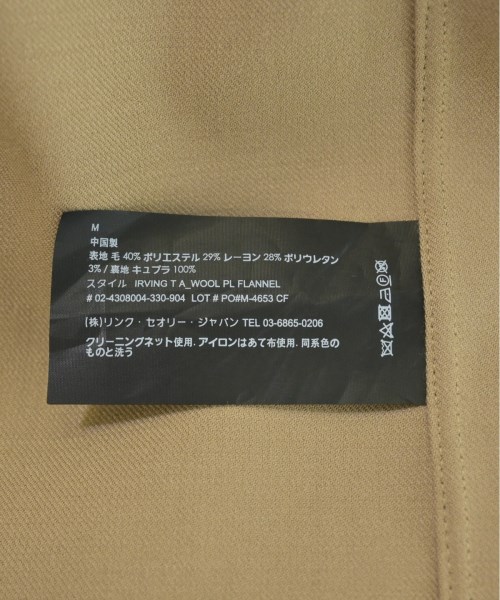 M
中国製
表地 毛 40% ポリエステル 29% レーヨン 28% ポリウレタン
3% / 裏地 キュプラ 100%
スタイル IRVING T A_WOOL PL FLANNEL
# 02-4308004-330-904 LOT # PO#M-4653 CF
(株)リンク・セオリー・ジャパン TEL 03-6865-0206
クリーニングネット使用. アイロンはあて布使用. 同系色の
ものと洗う